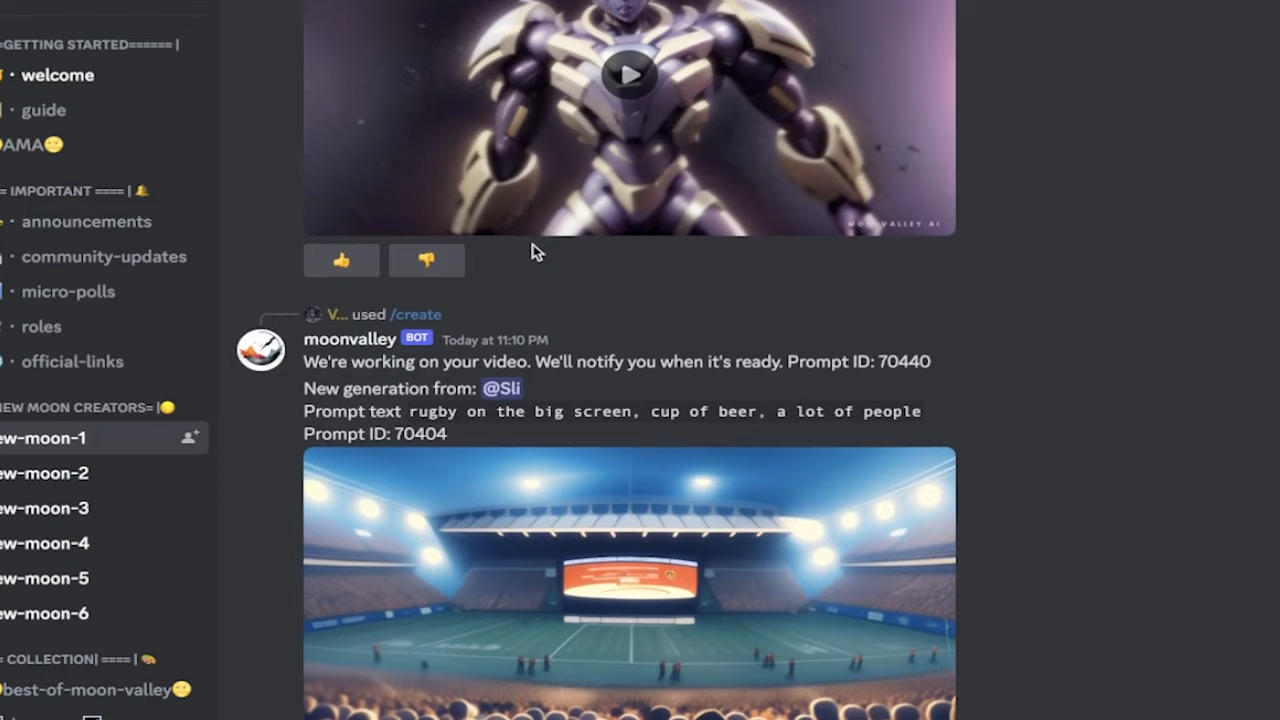 =GETTING STARTED====== |
· welcome
· guide
AMA
= IMPORTANT ==== |
· announcements
· community-updates
· micro-polls
· roles
· official-links
NEW MOON CREATORS= |
ew-moon-1
ew-moon-2
ew-moon-3
ew-moon-4
ew-moon-5
ew-moon-6
= COLLECTION| ==== |
best-of-moon-valley
MOONVALLEY.AI
V... used /create
moonvalley BOT Today at 11:10 PM
We're working on your video. We'll notify you when it's ready. Prompt ID: 70440
New generation from: @Sli
Prompt text rugby on the big screen, cup of beer, a lot of people
Prompt ID: 70404